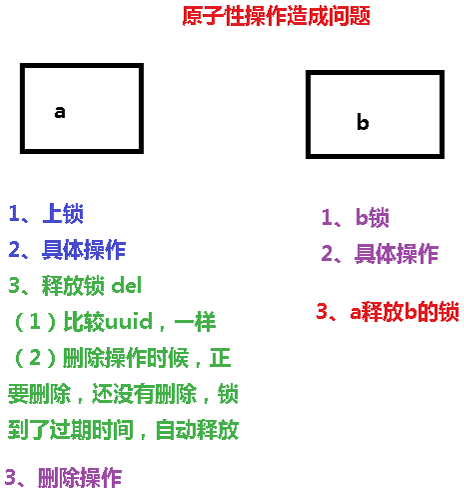 原子性操作造成问题
a
b
1、上锁
2、具体操作
3、释放锁 del
（1）比较uuid，一样
（2）删除操作时候，正
要删除，还没有删除，锁
到了过期时间，自动释放
3、删除操作
1、b锁
2、具体操作
3、a释放b的锁